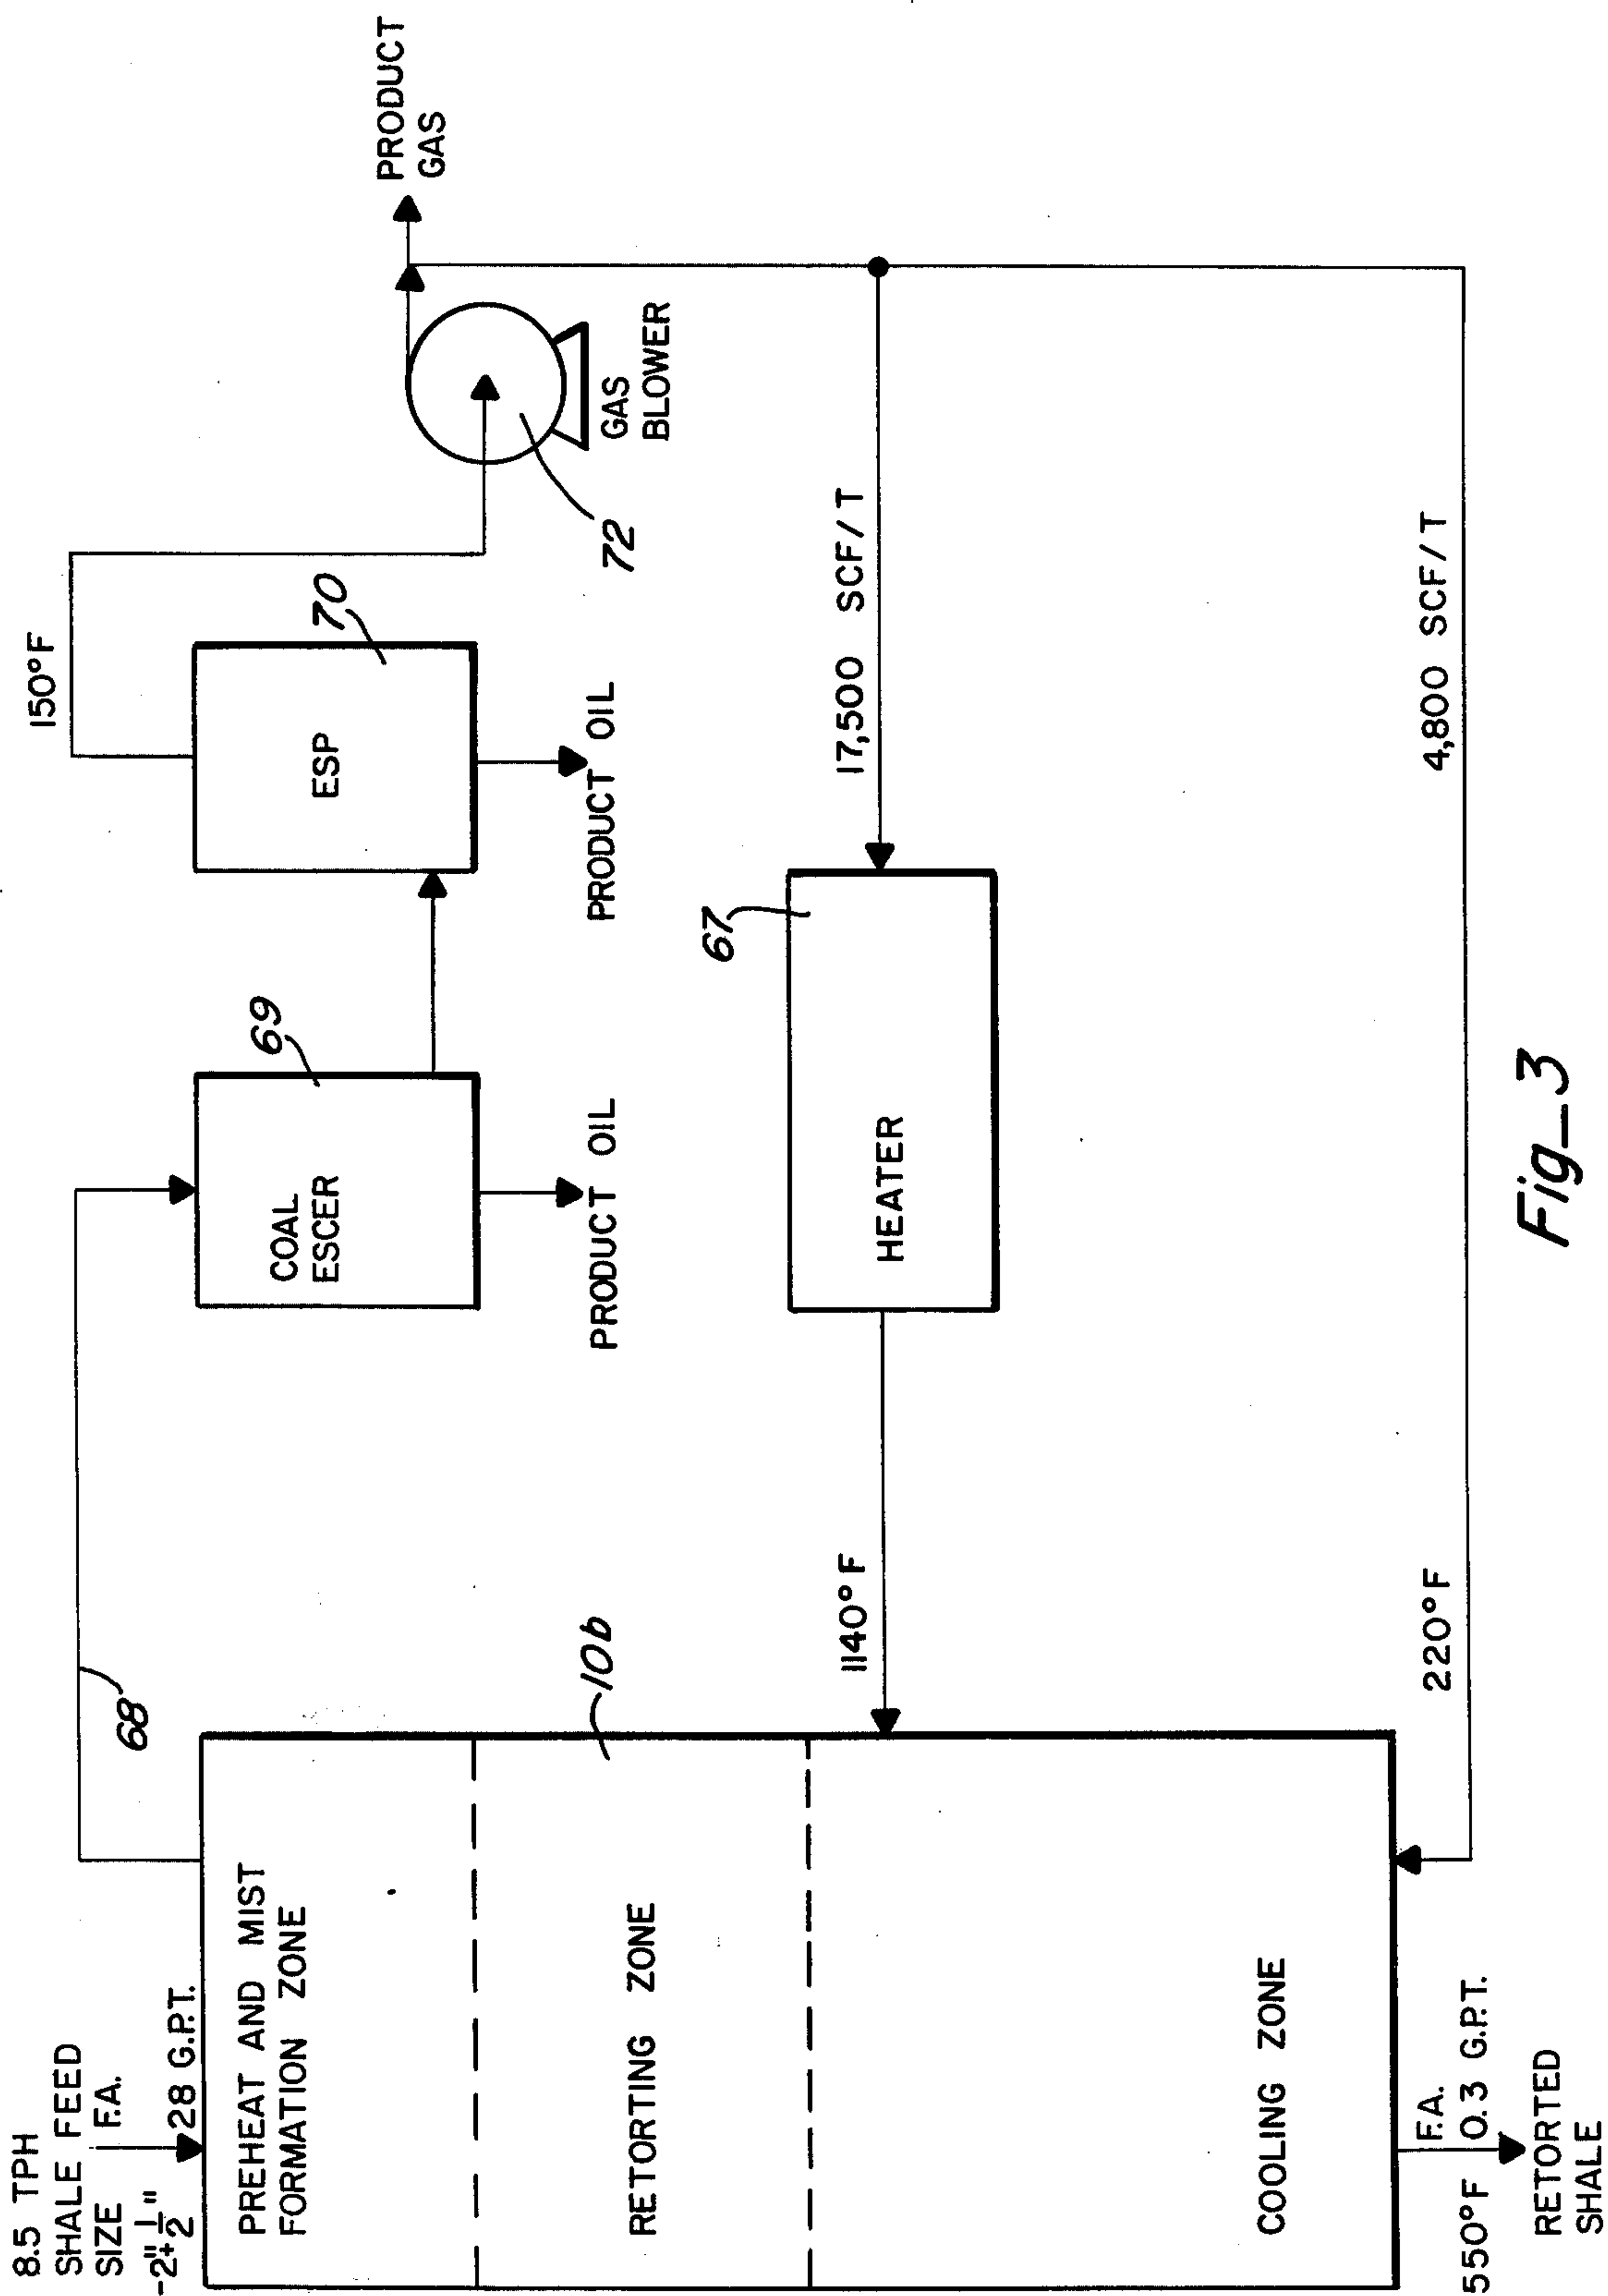 8.5 TPH
SHALE FEED
SIZE F.A.
-2"+1/2" 28 G.P.T.
68
PREHEAT AND MIST
FORMATION ZONE
10b
RETORTING ZONE
COOLING ZONE
F.A.
550°F 0.3 G.P.T.
RETORTED
SHALE
COAL
ESCER
69
PRODUCT OIL
150°F
ESP
70
PRODUCT OIL
72
GAS
BLOWER
PRODUCT
GAS
67
HEATER
1140°F
17,500 SCF/T
220°F
4,800 SCF/T
Fig_3